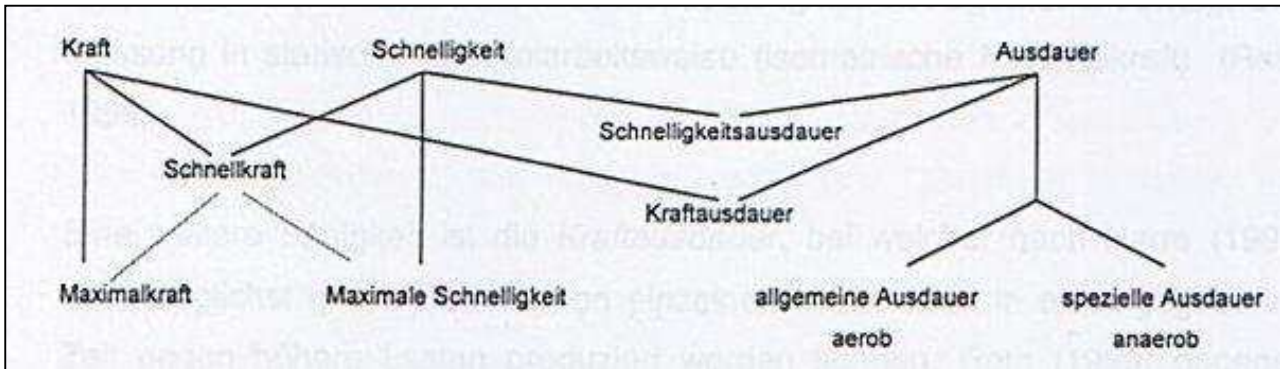 Kraft Schnelligkeit Ausdauer
Schnelligkeitsausdauer
Schnellkraft
Kraftausdauer
Maximalkraft Maximale Schnelligkeit allgemeine Ausdauer spezielle Ausdauer
aerob anaerob